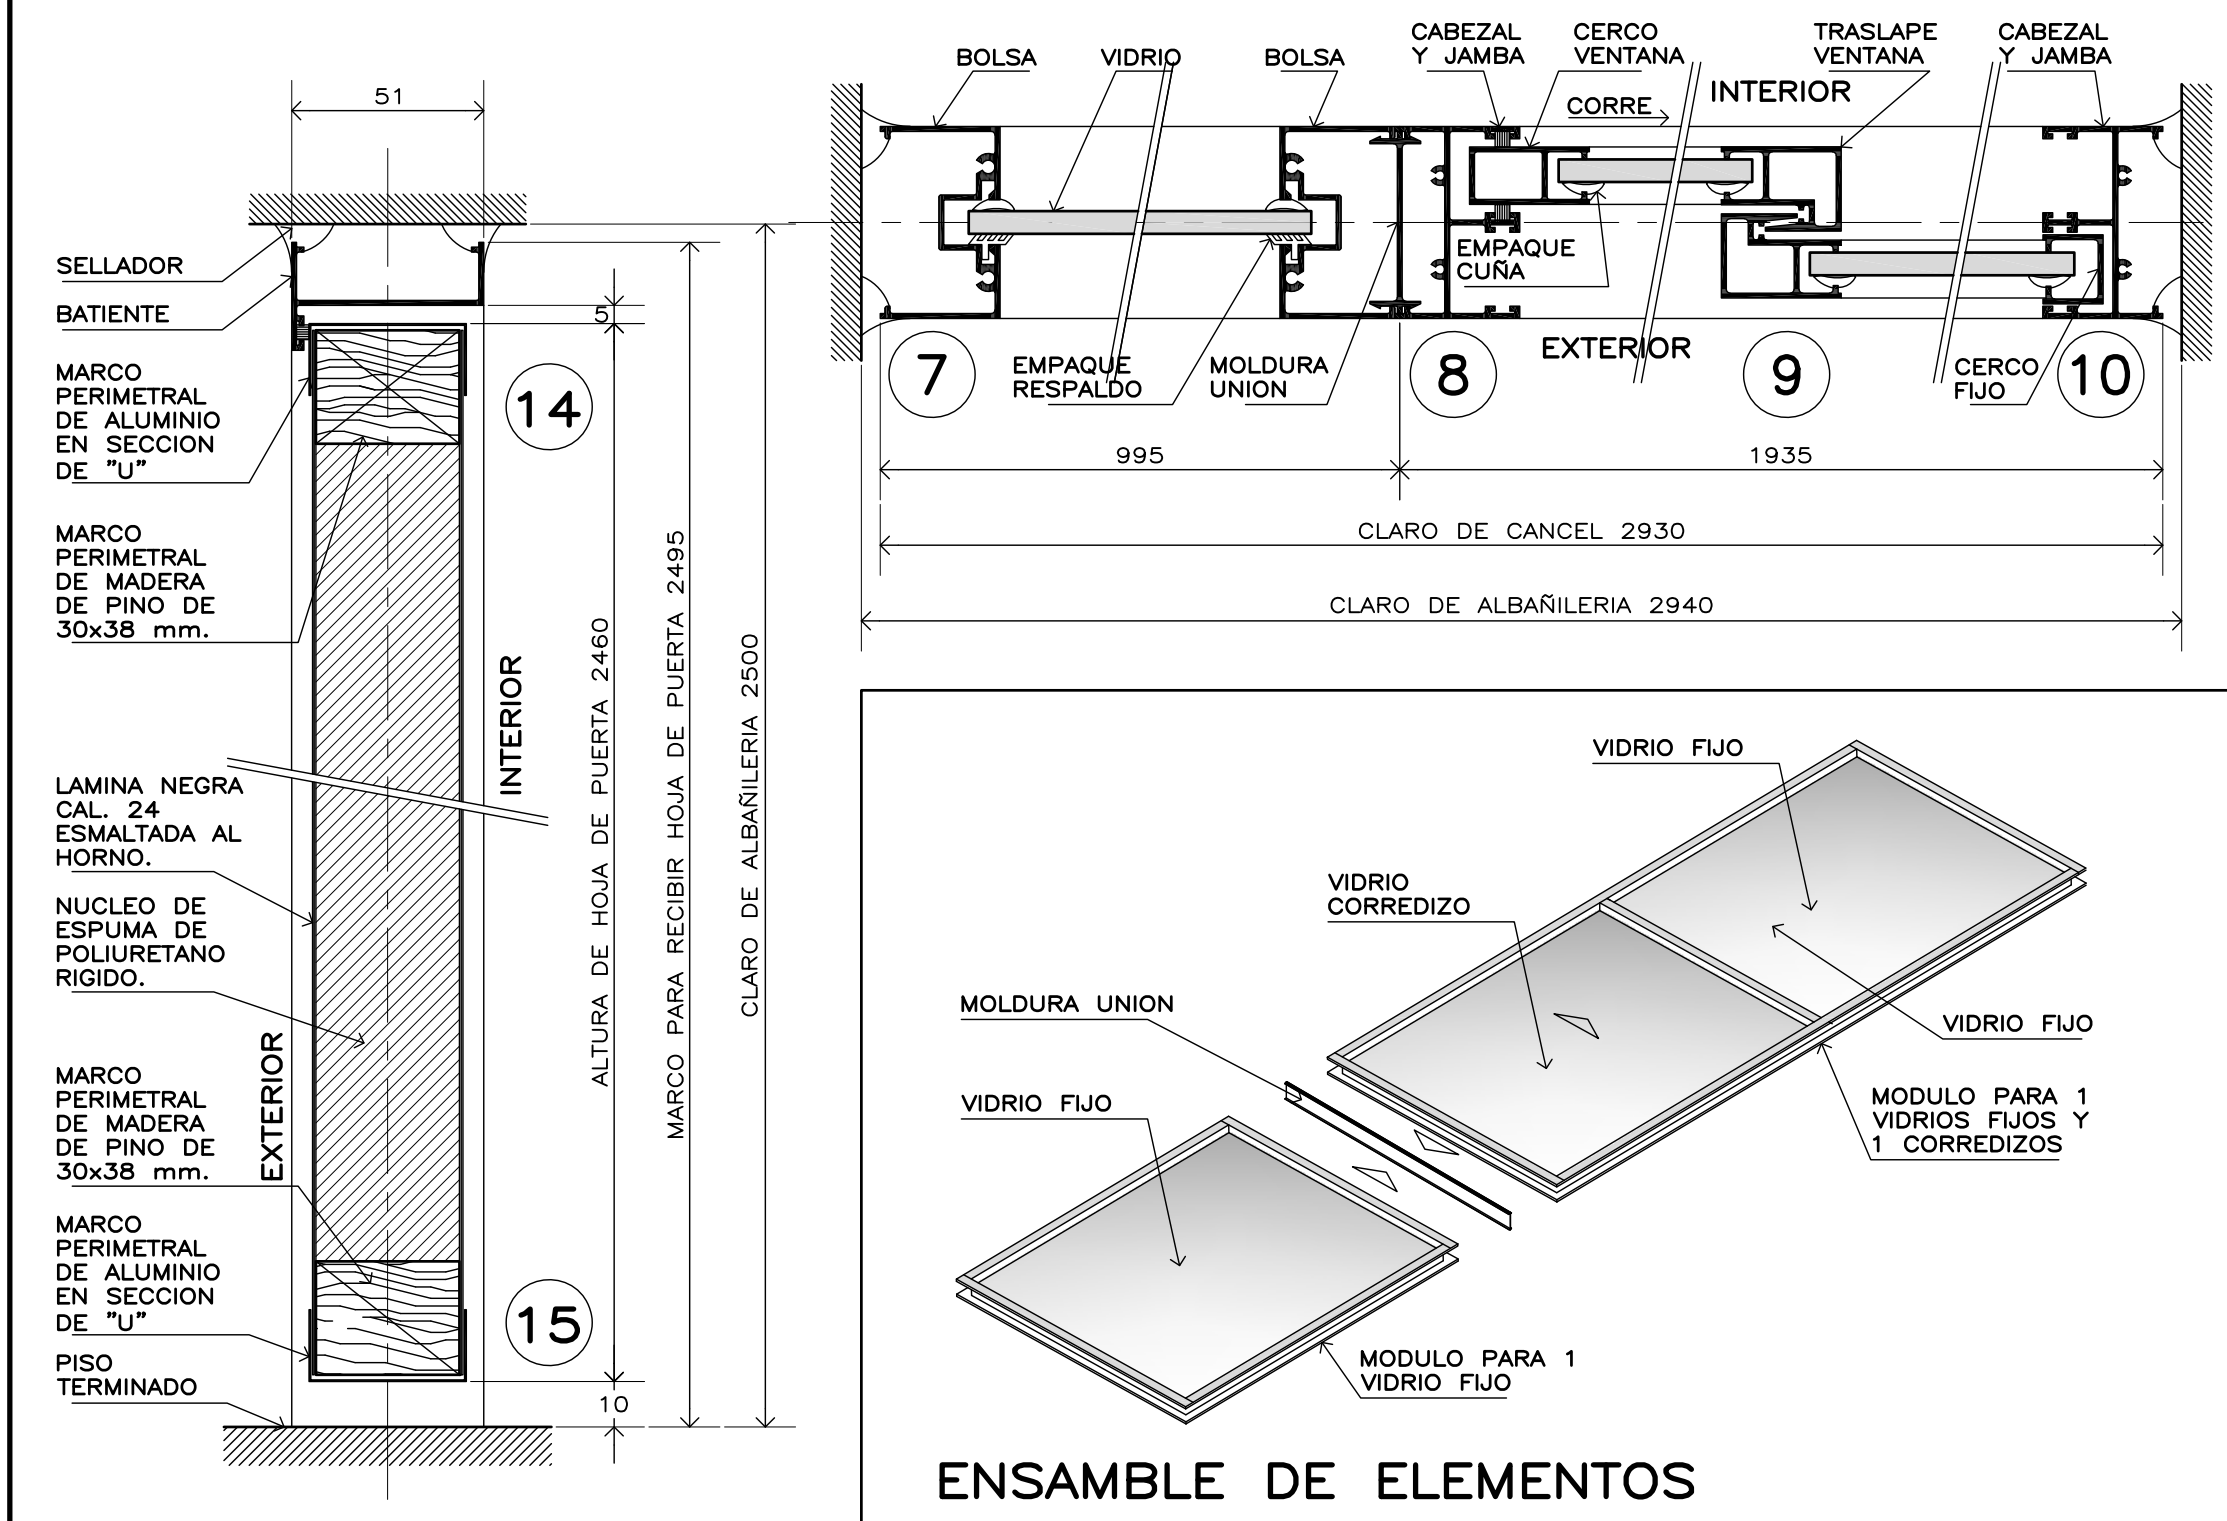 51
SELLADOR
BATIENTE
5
MARCO
PERIMETRAL
DE ALUMINIO
EN SECCION
DE "U"
14
MARCO
PERIMETRAL
DE MADERA
DE PINO DE
30x38 mm.
INTERIOR
LAMINA NEGRA
CAL. 24
ESMALTADA AL
HORNO.
NUCLEO DE
ESPUMA DE
POLIURETANO
RIGIDO.
EXTERIOR
MARCO
PERIMETRAL
DE MADERA
DE PINO DE
30x38 mm.
MARCO
PERIMETRAL
DE ALUMINIO
EN SECCION
DE "U"
15
PISO
TERMINADO
10
ALTURA DE HOJA DE PUERTA 2460
MARCO PARA RECIBIR HOJA DE PUERTA 2495
CLARO DE ALBAÑILERIA 2500
BOLSA
VIDRIO
BOLSA
CABEZAL
Y JAMBA
CERCO
VENTANA
TRASLAPE
VENTANA
CABEZAL
Y JAMBA
INTERIOR
CORRE
EMPAQUE
CUÑA
EXTERIOR
7
EMPAQUE
RESPALDO
MOLDURA
UNION
8
9
CERCO
FIJO
10
995
1935
CLARO DE CANCEL 2930
CLARO DE ALBAÑILERIA 2940
VIDRIO FIJO
VIDRIO
CORREDIZO
MOLDURA UNION
VIDRIO FIJO
VIDRIO FIJO
MODULO PARA 1
VIDRIOS FIJOS Y
1 CORREDIZOS
MODULO PARA 1
VIDRIO FIJO
ENSAMBLE DE ELEMENTOS